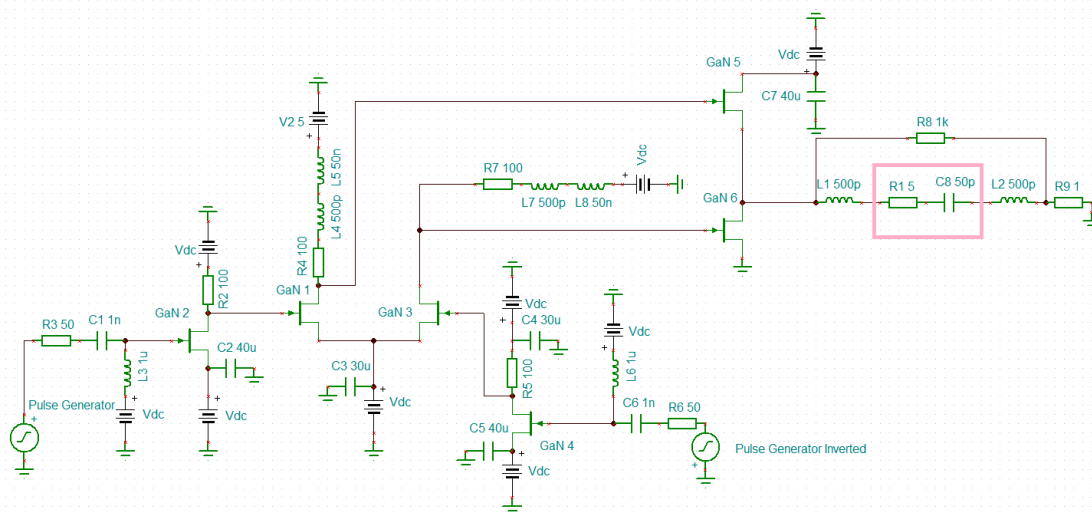 GaN 5
Vdc
C7 40u
V2 5
L5 50n
L4 500p
R4 100
R7 100
L7 500p
L8 50n
Vdc
GaN 6
R8 1k
L1 500p
R1 5
C8 50p
L2 500p
R9 1
Vdc
R2 100
GaN 1
GaN 3
Vdc
C4 30u
Vdc
R3 50
C1 1n
GaN 2
L3 1u
C2 40u
C3 30u
R5 100
L6 1u
Pulse Generator
Vdc
Vdc
Vdc
C5 40u
GaN 4
C6 1n
R6 50
Vdc
Pulse Generator Inverted